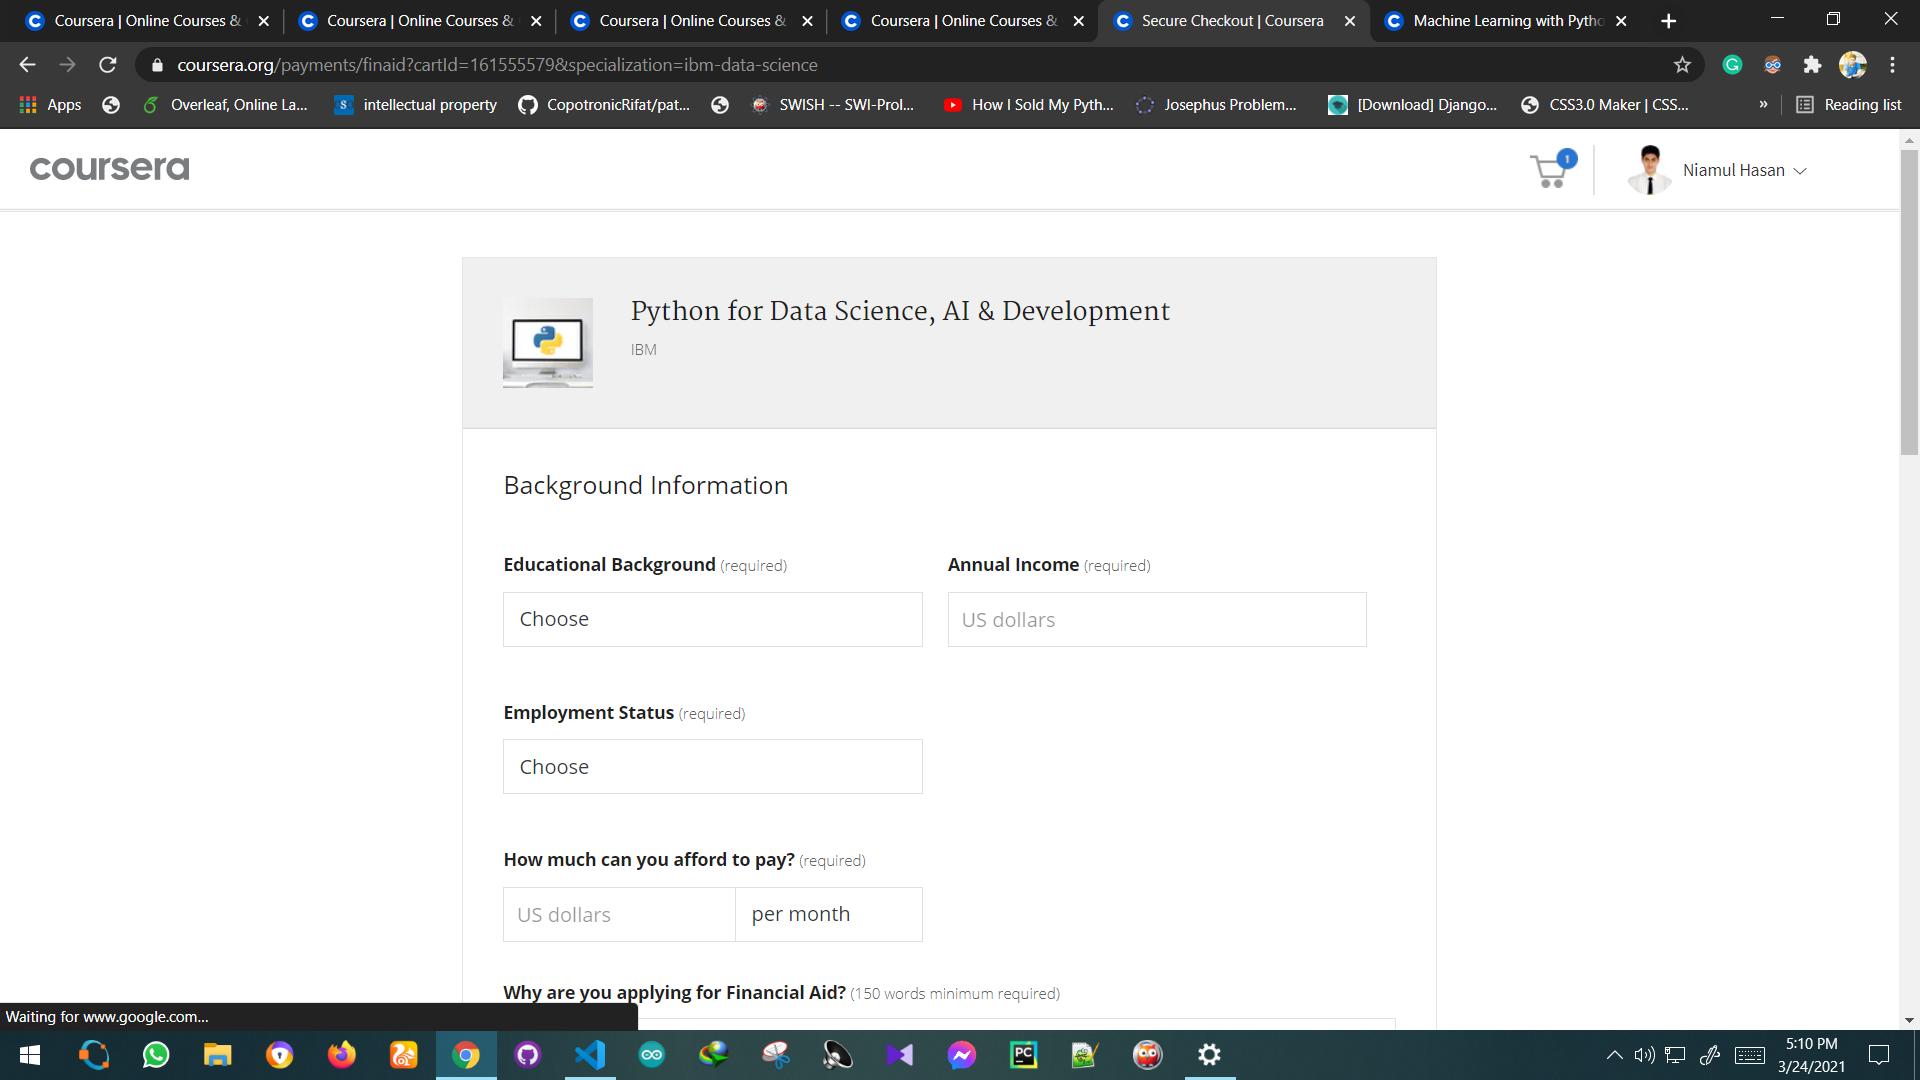 Coursera | Online Courses &
Coursera | Online Courses &
Coursera | Online Courses &
Coursera | Online Courses &
Secure Checkout | Coursera
Machine Learning with Pytho
coursera.org/payments/finaid?cartId=161555579&specialization=ibm-data-science
Apps
Overleaf, Online La...
intellectual property
CopotronicRifat/pat...
SWISH -- SWI-Prol...
How I Sold My Pyth...
Josephus Problem...
[Download] Django...
CSS3.0 Maker | CSS...
»
Reading list
coursera
1
Niamul Hasan
Python for Data Science, AI & Development
IBM
Background Information
Educational Background (required)
Annual Income (required)
Choose
US dollars
Employment Status (required)
Choose
How much can you afford to pay? (required)
US dollars
per month
Why are you applying for Financial Aid? (150 words minimum required)
Waiting for www.google.com...
5:10 PM
3/24/2021